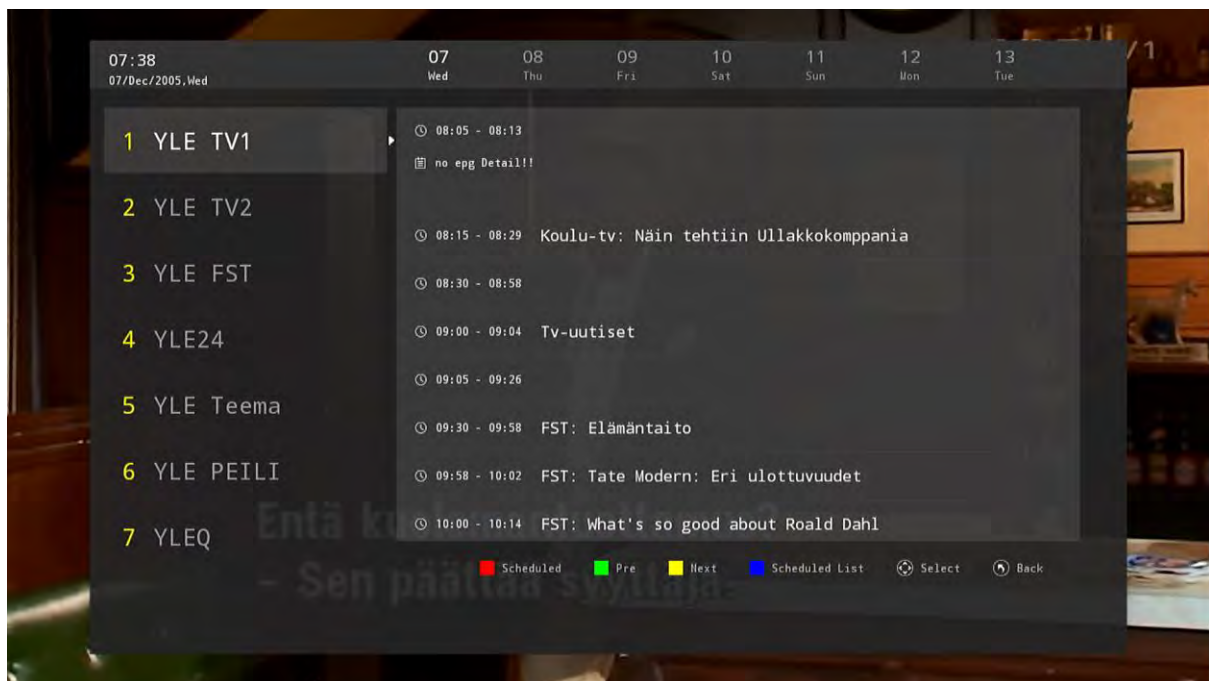 07:38
07/Dec/2005,Wed
07 08 09 10 11 12 13
Wed Thu Fri Sat Sun Mon Tue
/1
1 YLE TV1
2 YLE TV2
3 YLE FST
4 YLE24
5 YLE Teema
6 YLE PEILI
7 YLEQ
08:05 - 08:13
no epg Detail!!
08:15 - 08:29 Koulu-tv: Näin tehtiin Ullakkokomppania
08:30 - 08:58
09:00 - 09:04 Tv-uutiset
09:05 - 09:26
09:30 - 09:58 FST: Elämäntaito
09:58 - 10:02 FST: Tate Modern: Eri ulottuvuudet
10:00 - 10:14 FST: What's so good about Roald Dahl
Entä
– Sen päättää syyttäjä.
Scheduled Pre Next Scheduled List Select Back